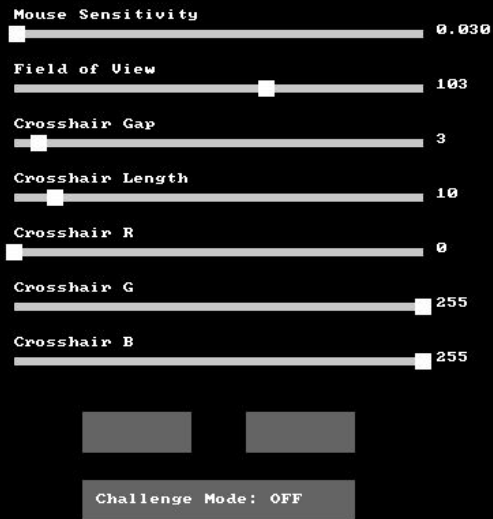 Mouse Sensitivity
0.030
Field of View
103
Crosshair Gap
3
Crosshair Length
10
Crosshair R
0
Crosshair G
255
Crosshair B
255
Challenge Mode: OFF